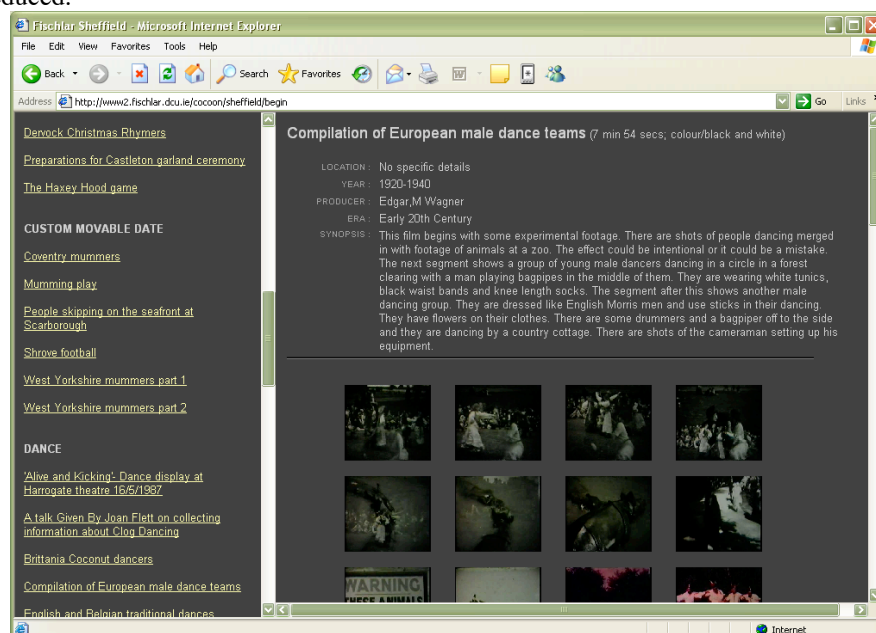 oduced.
Fischlar Sheffield - Microsoft Internet Explorer
File Edit View Favorites Tools Help
Back Search Favorites
Address http://www2.fischlar.dcu.ie/cocoon/sheffield/begin Go Links
Dervock Christmas Rhymers
Preparations for Castleton garland ceremony
The Haxey Hood game
CUSTOM MOVABLE DATE
Coventry mummers
Mumming play
People skipping on the seafront at
Scarborough
Shrove football
West Yorkshire mummers part 1
West Yorkshire mummers part 2
DANCE
'Alive and Kicking'- Dance display at
Harrogate theatre 16/5/1987
A talk Given By Joan Flett on collecting
information about Clog Dancing
Brittania Coconut dancers
Compilation of European male dance teams
English and Belgian traditional dances
Compilation of European male dance teams (7 min 54 secs; colour/black and white)
LOCATION : No specific details
YEAR : 1920-1940
PRODUCER : Edgar,M Wagner
ERA : Early 20th Century
SYNOPSIS : This film begins with some experimental footage. There are shots of people dancing merged
in with footage of animals at a zoo. The effect could be intentional or it could be a mistake.
The next segment shows a group of young male dancers dancing in a circle in a forest
clearing with a man playing bagpipes in the middle of them. They are wearing white tunics,
black waist bands and knee length socks. The segment after this shows another male
dancing group. They are dressed like English Morris men and use sticks in their dancing.
They have flowers on their clothes. There are some drummers and a bagpiper off to the side
and they are dancing by a country cottage. There are shots of the cameraman setting up his
equipment.
WARNING
THESE ANIMALS
Internet